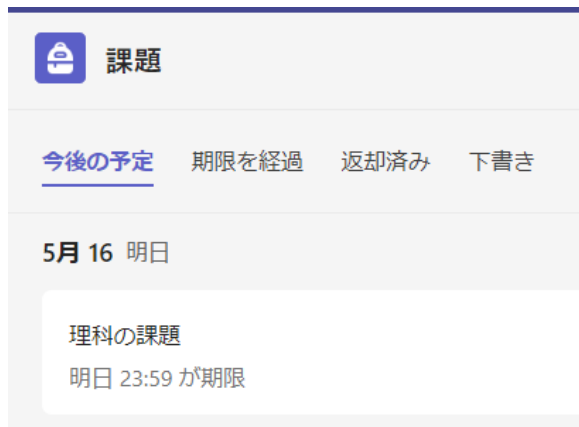 課題
今後の予定 期限を経過 返却済み 下書き
5月 16 明日
理科の課題
明日 23:59 が期限